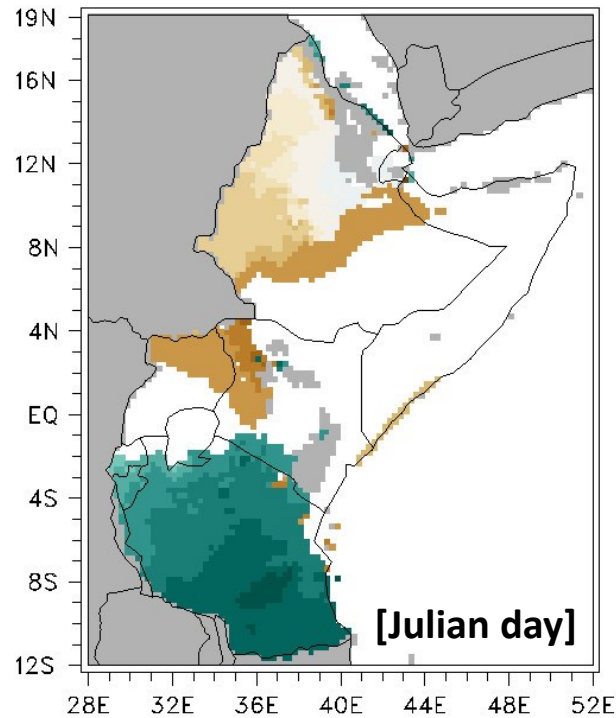 19N
16N
12N
8N
4N
EQ
4S
8S
[Julian day]
12S
28E 32E 36E 40E 44E 48E 52E